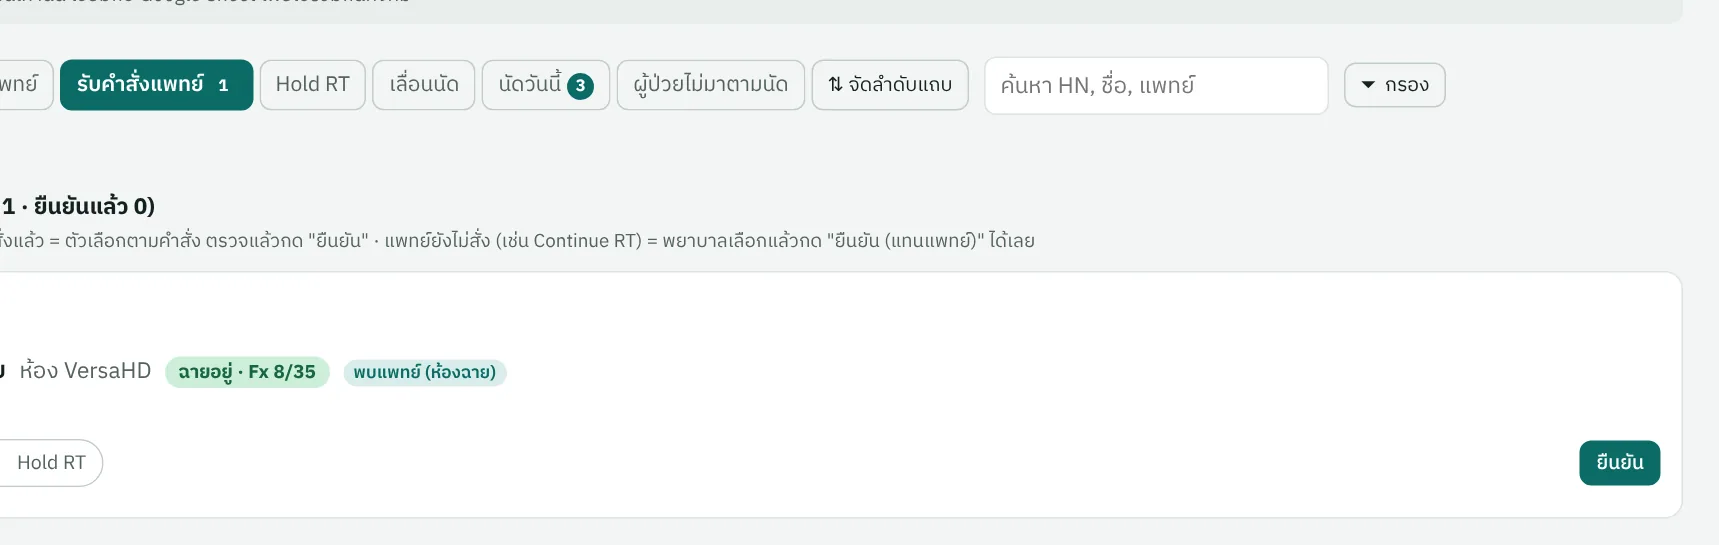 พทย์ รับคำสั่งแพทย์ 1 Hold RT เลื่อนนัด นัดวันนี้ 3 ผู้ป่วยไม่มาตามนัด ⇅ จัดลำดับแถบ ค้นหา HN, ชื่อ, แพทย์ กรอง
1 · ยืนยันแล้ว 0)
สั่งแล้ว = ตัวเลือกตามคำสั่ง ตรวจแล้วกด "ยืนยัน" · แพทย์ยังไม่สั่ง (เช่น Continue RT) = พยาบาลเลือกแล้วกด "ยืนยัน (แทนแพทย์)" ได้เลย
ห้อง VersaHD ฉายอยู่ · Fx 8/35 พบแพทย์ (ห้องฉาย)
Hold RT ยืนยัน